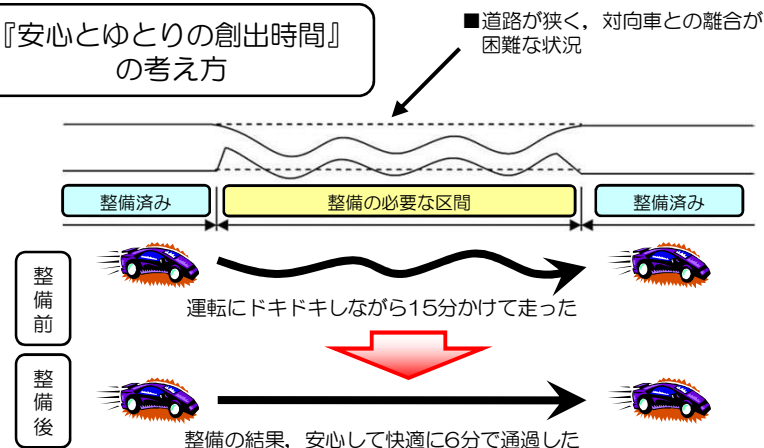 『安心とゆとりの創出時間』
の考え方
■道路が狭く，対向車との離合が
困難な状況
整備済み
整備の必要な区間
整備済み
整備前
運転にドキドキしながら15分かけて走った
整備後
整備の結果，安心して快適に6分で通過した